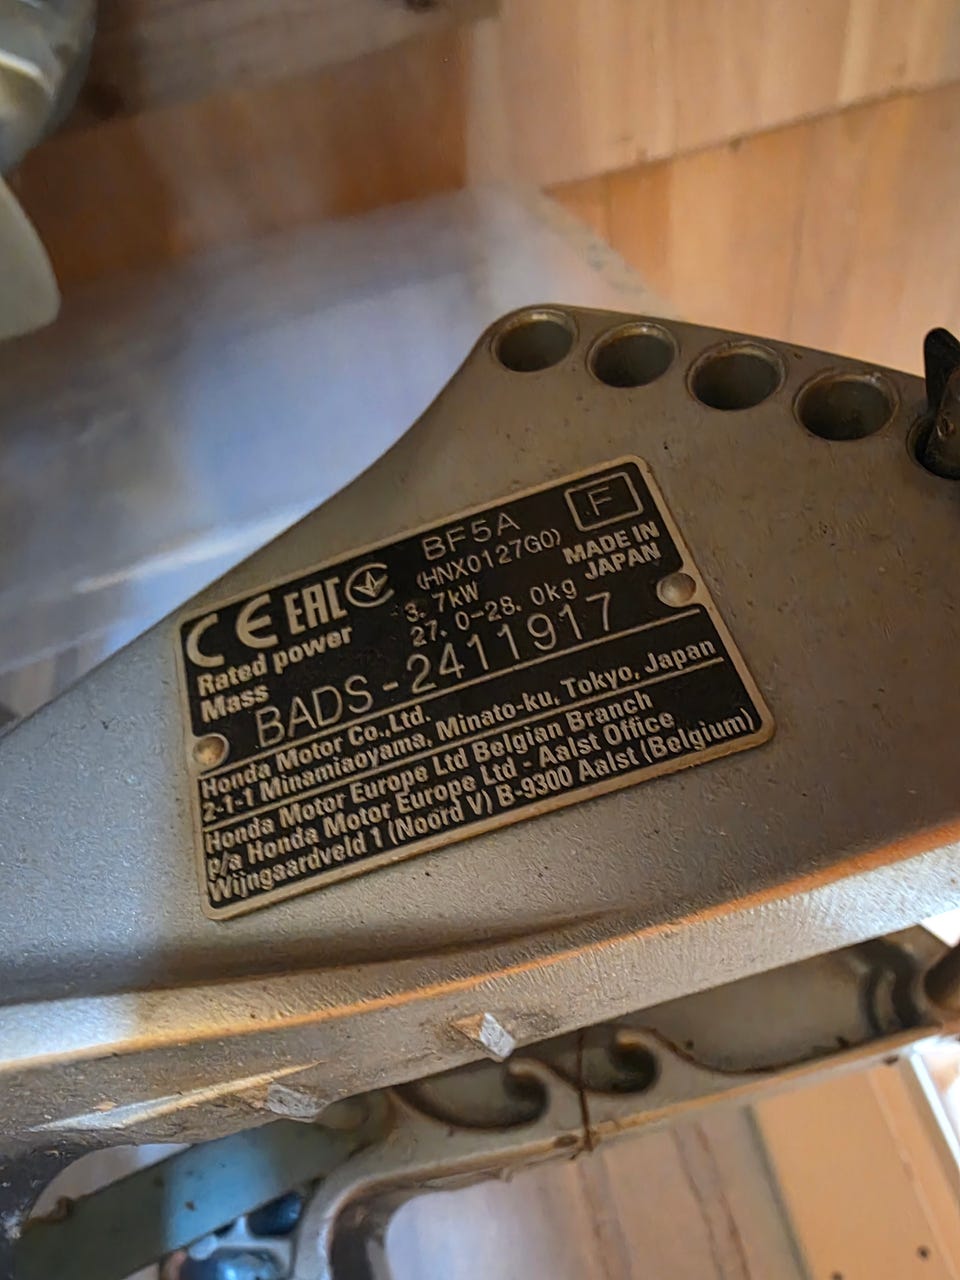 CE EAC BF5A F
(HNX0127G0) MADE IN
JAPAN
Rated power 3.7kW
Mass 27.0-28.0kg
BADS-2411917
Honda Motor Co.,Ltd.
2-1-1 Minamiaoyama, Minato-ku, Tokyo, Japan
Honda Motor Europe Ltd Belgian Branch
p/a Honda Motor Europe Ltd - Aalst Office
Wijngaardveld 1 (Noord V) B-9300 Aalst (Belgium)